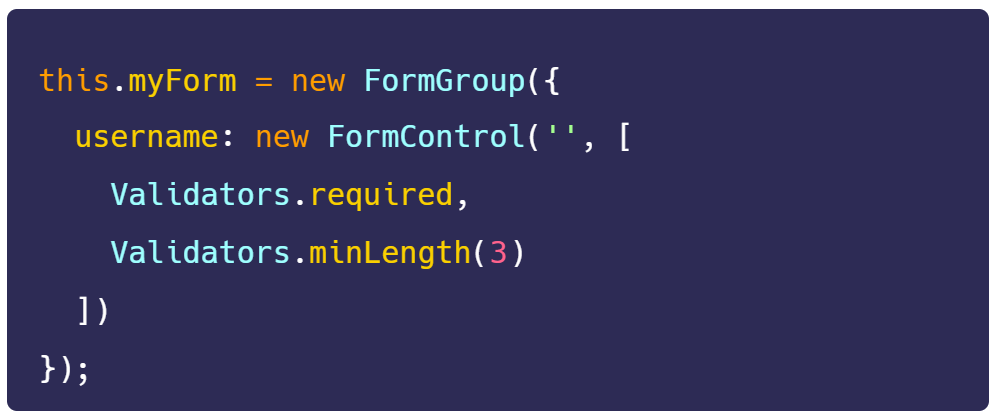 this.myForm = new FormGroup({
  username: new FormControl('', [
    Validators.required,
    Validators.minLength(3)
  ])
});